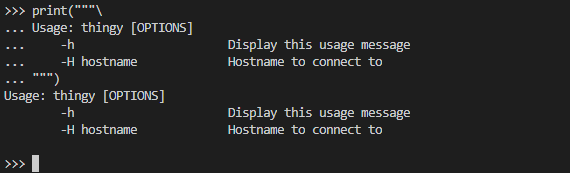 >>> print("""\
... Usage: thingy [OPTIONS]
...      -h                        Display this usage message
...      -H hostname               Hostname to connect to
... """)
Usage: thingy [OPTIONS]
     -h                        Display this usage message
     -H hostname               Hostname to connect to

>>>